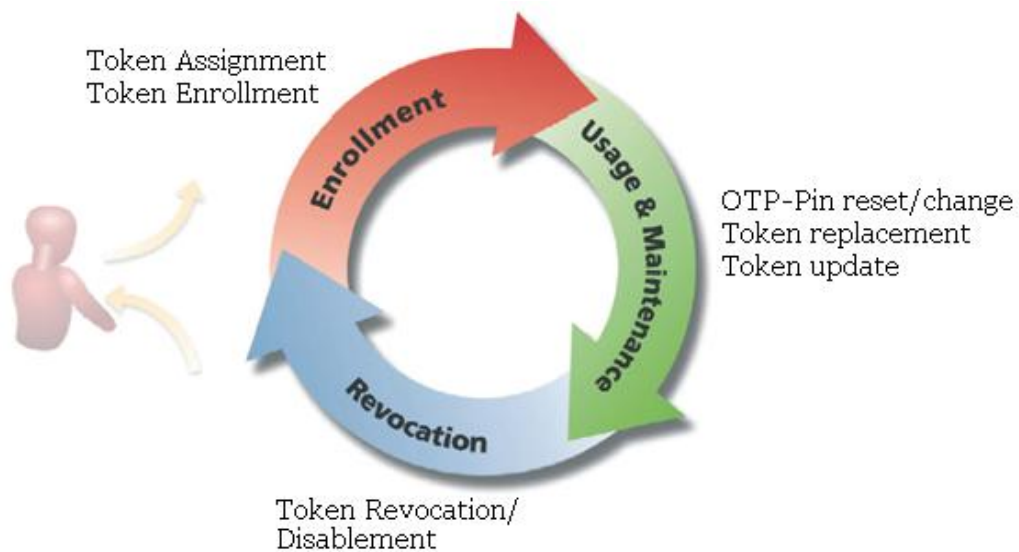 Token Assignment
Token Enrollment
Enrollment
Usage & Maintenance
OTP-Pin reset/change
Token replacement
Token update
Revocation
Token Revocation/
Disablement